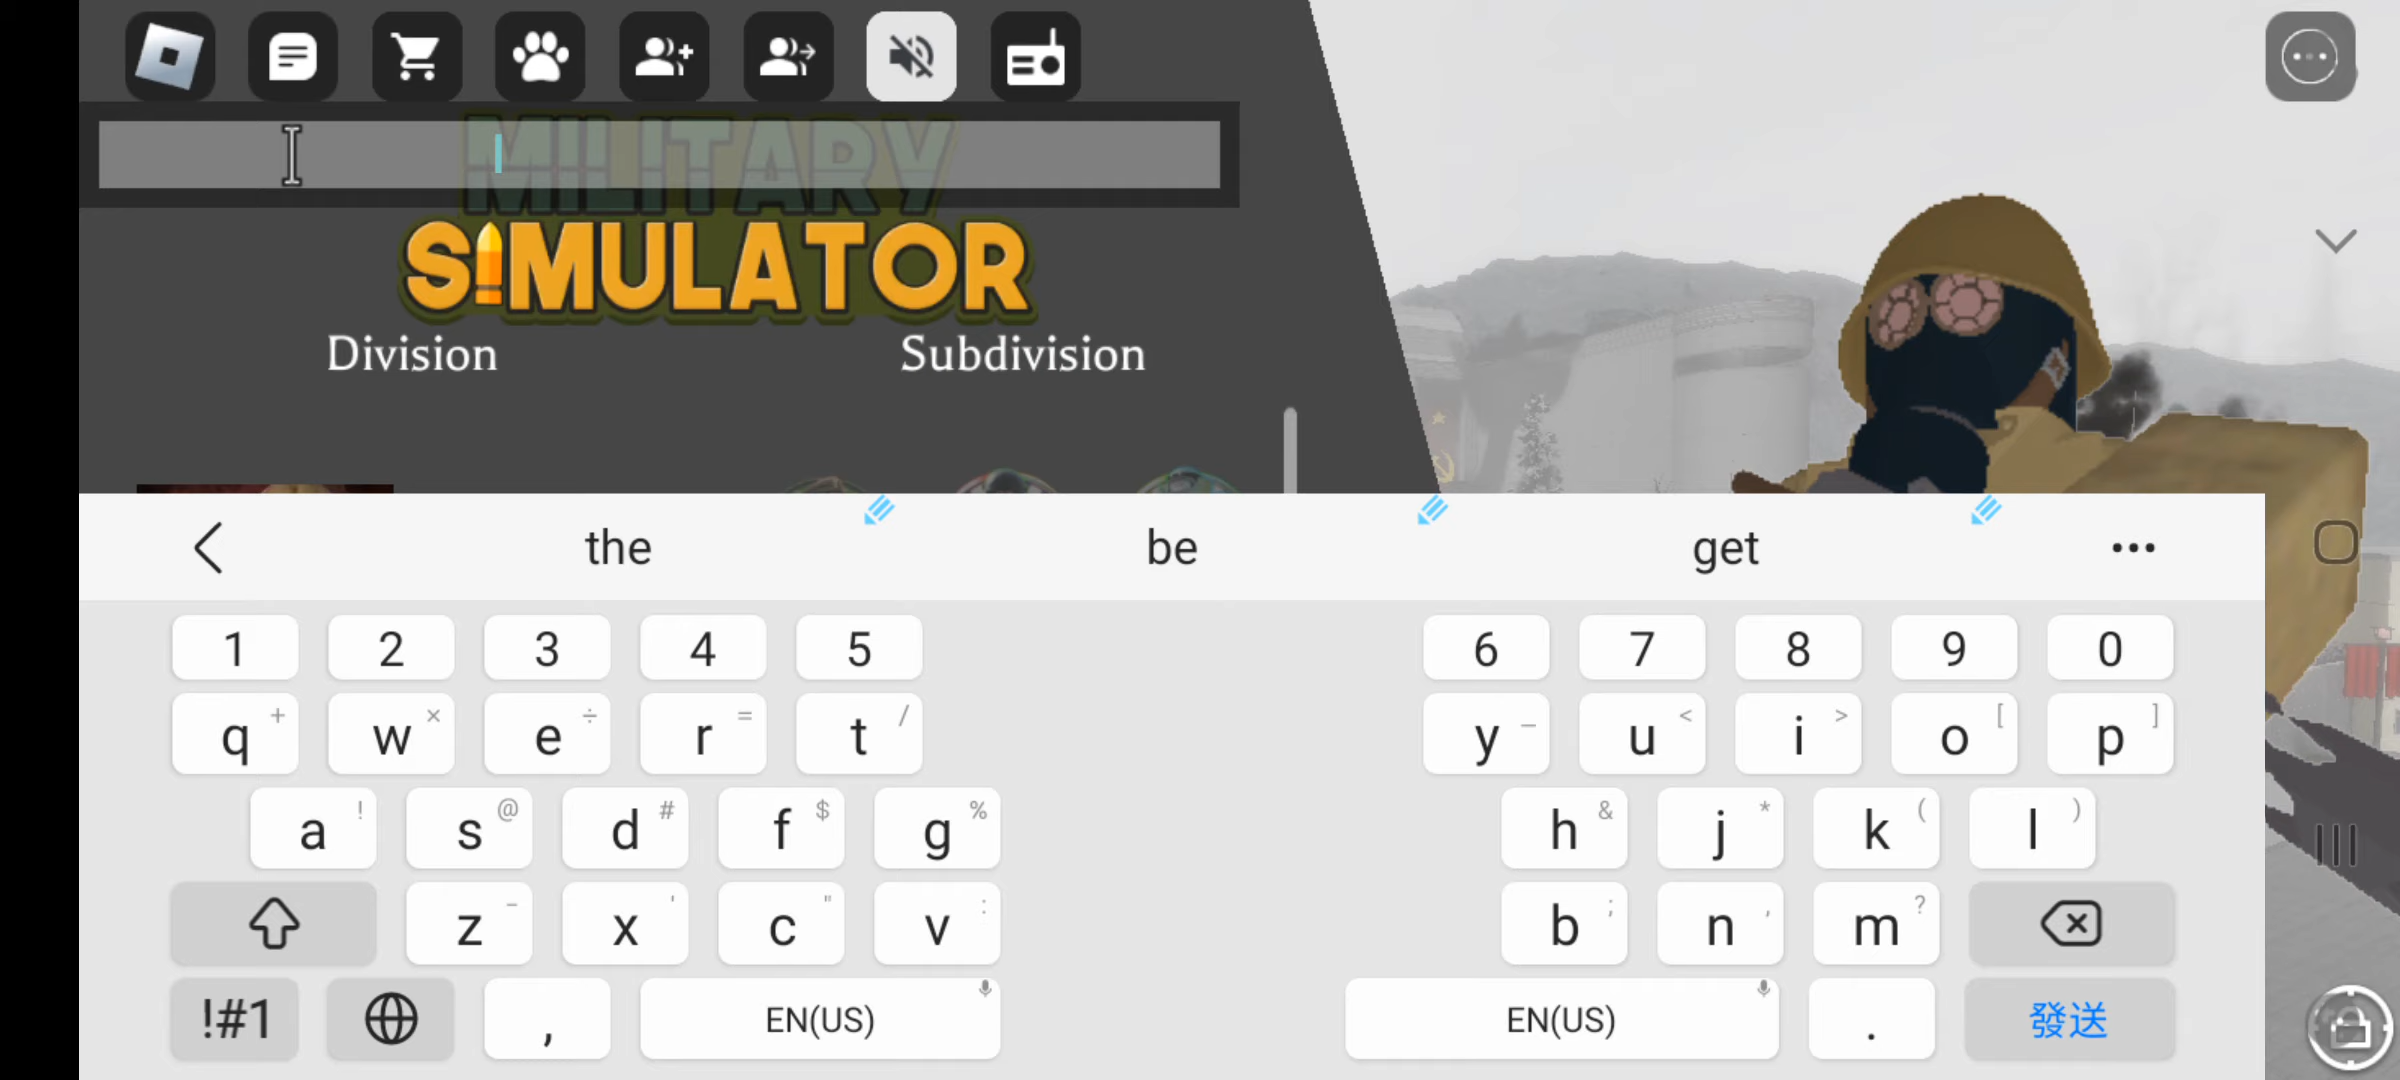 MILITARY
SIMULATOR
Division Subdivision
the be get
1 2 3 4 5 6 7 8 9 0
q + w × e ÷ r = t / y _ u < i > o [ p ]
a ! s @ d # f $ g % h & j * k ( l )
z - x ' c " v : b ; n , m ?
!#1 , EN(US) EN(US) . 發送